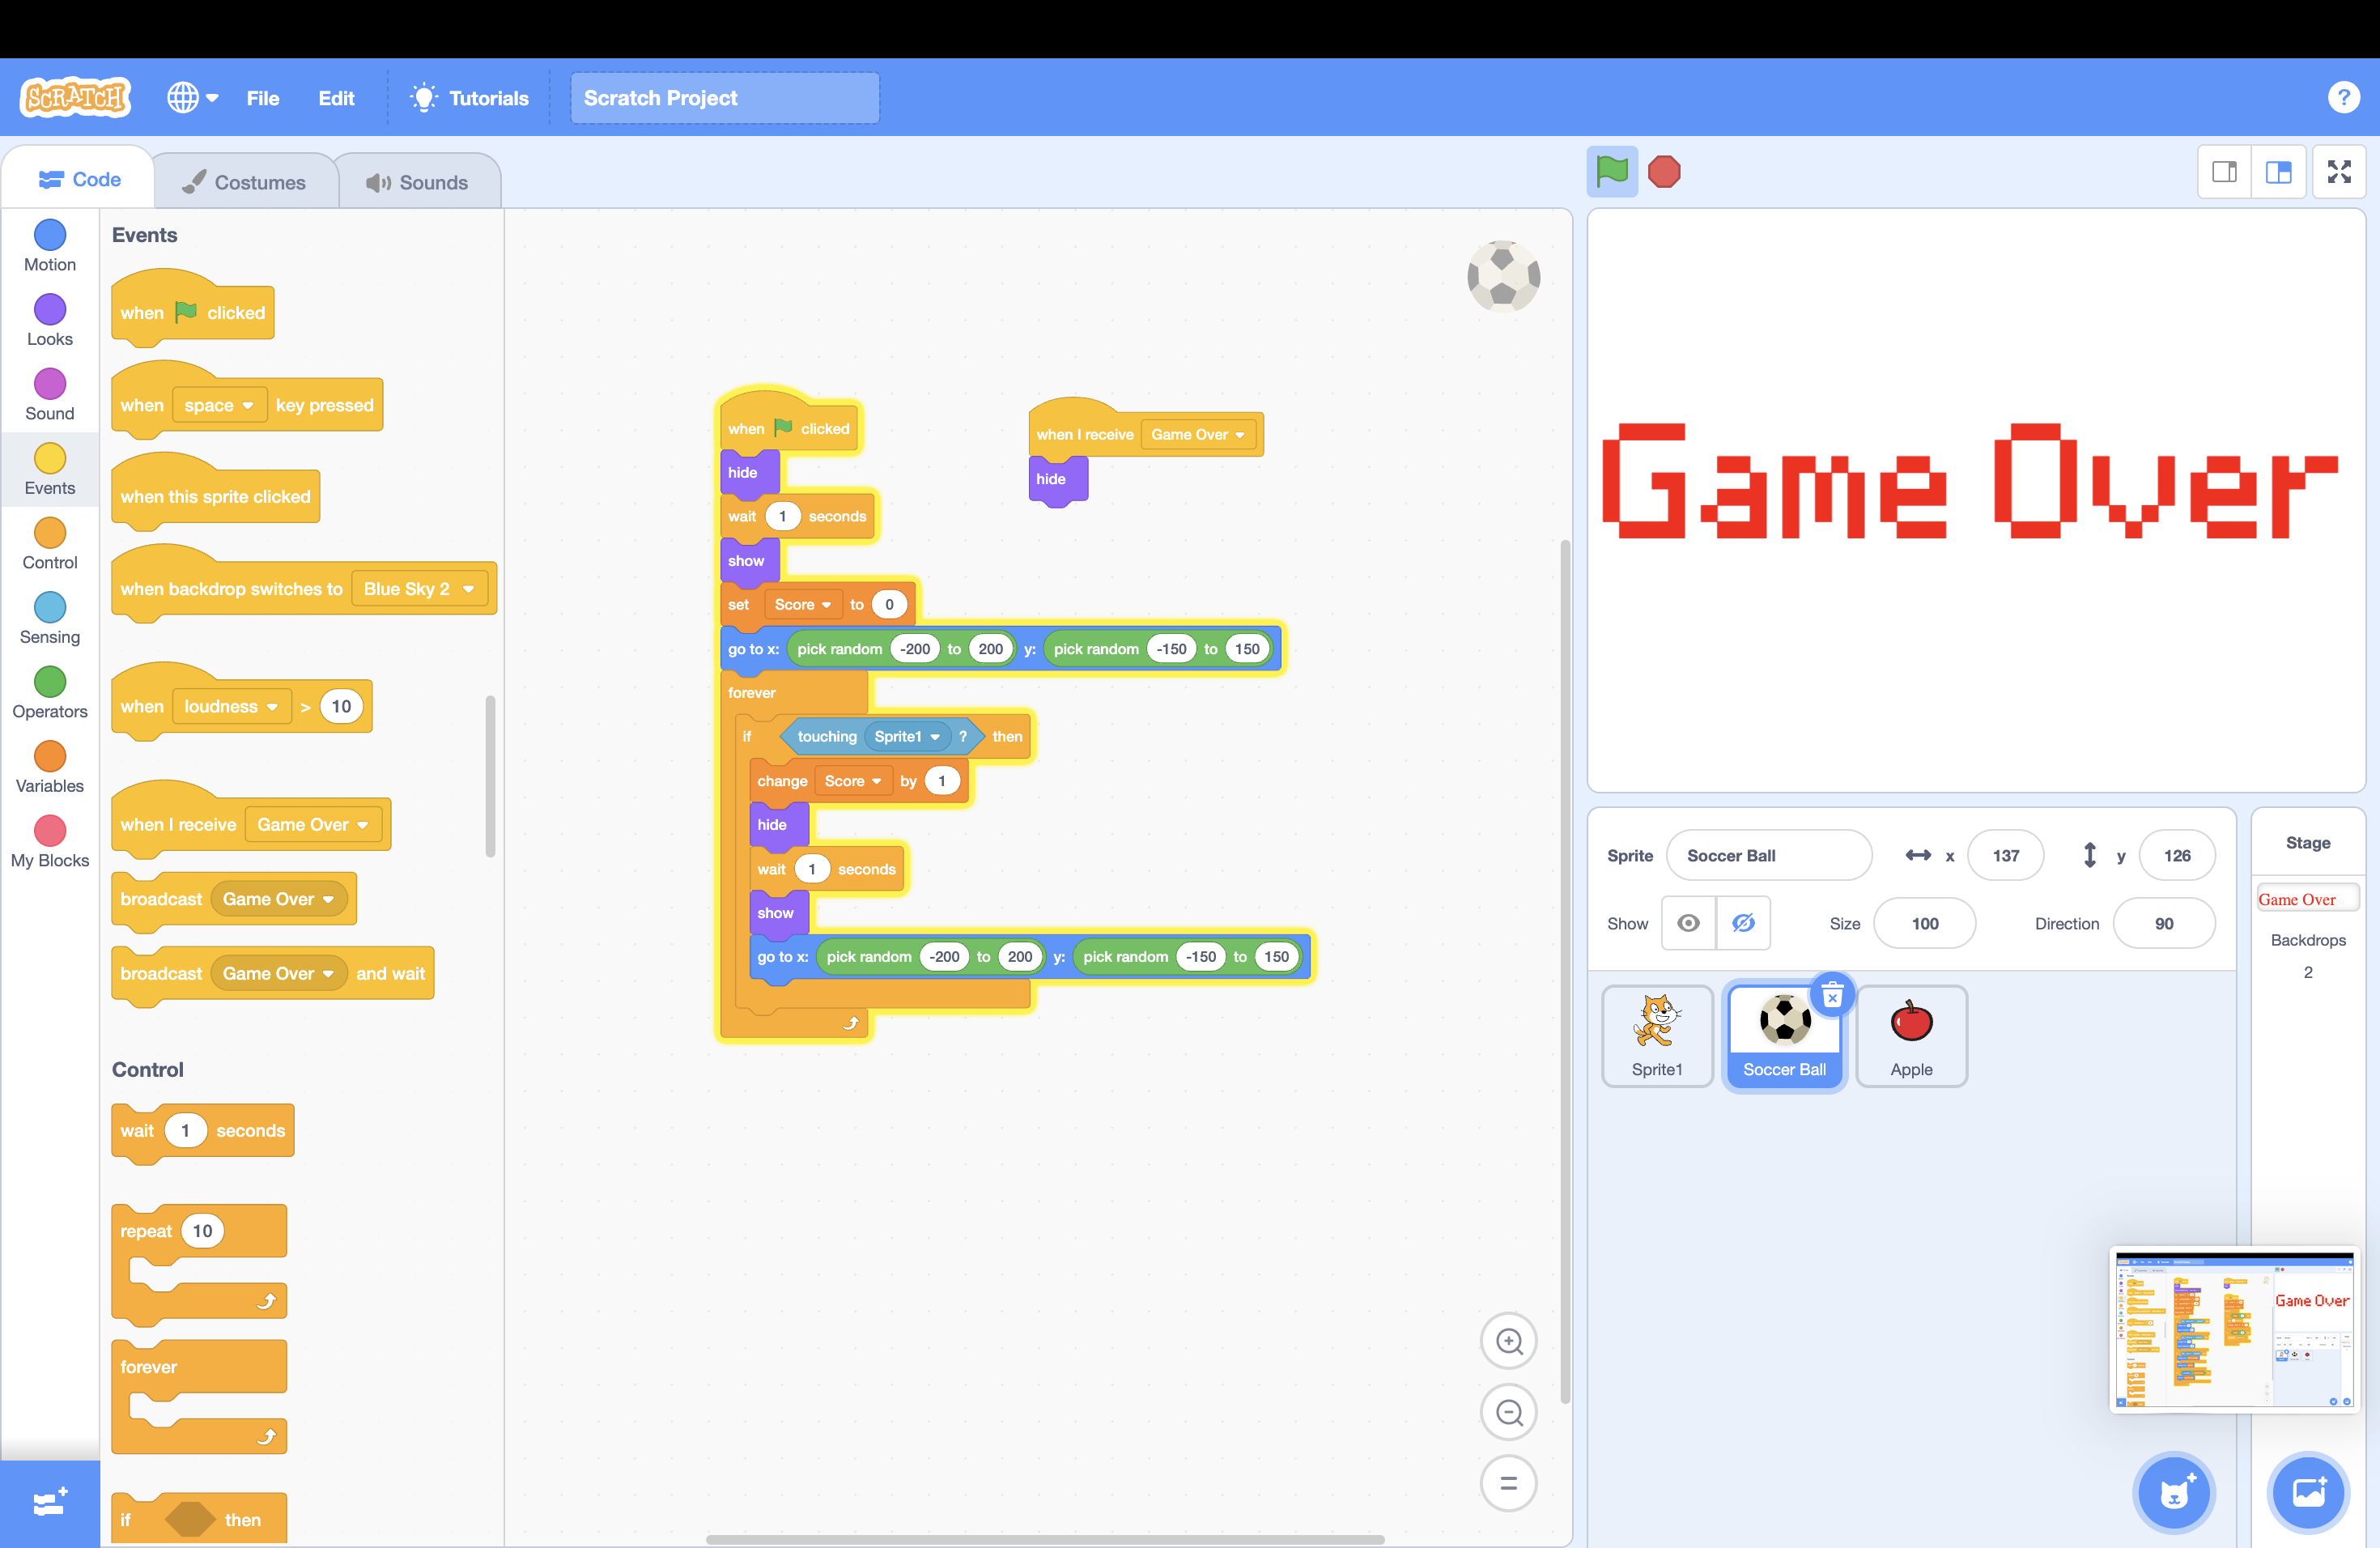 SCRATCH File Edit Tutorials Scratch Project ?
Code Costumes Sounds
Motion
Looks
Sound
Events
Control
Sensing
Operators
Variables
My Blocks
Events
when clicked
when space key pressed
when this sprite clicked
when backdrop switches to Blue Sky 2
when loudness > 10
when I receive Game Over
broadcast Game Over
broadcast Game Over and wait
Control
wait 1 seconds
repeat 10
forever
if then
when clicked
hide
wait 1 seconds
show
set Score to 0
go to x: pick random -200 to 200 y: pick random -150 to 150
forever
if touching Sprite1 ? then
change Score by 1
hide
wait 1 seconds
show
go to x: pick random -200 to 200 y: pick random -150 to 150
when I receive Game Over
hide
Game Over
Sprite Soccer Ball x 137 y 126
Show Size 100 Direction 90
Sprite1
Soccer Ball
Apple
Stage
Game Over
Backdrops
2
Game Over